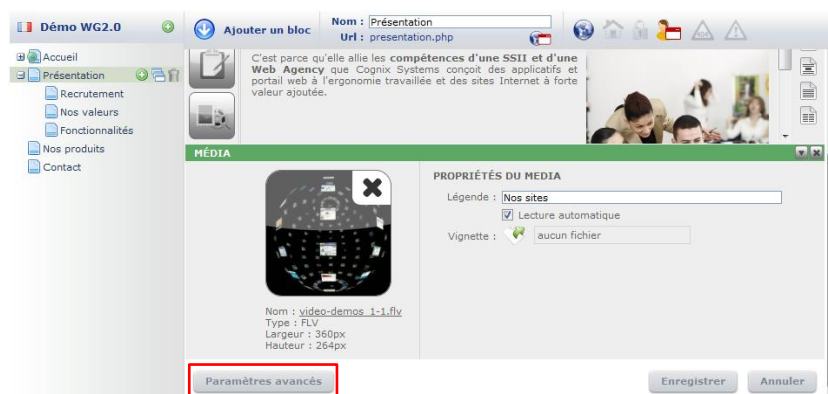 Démo WG2.0
Ajouter un bloc
Nom : Présentation
Url : presentation.php
Accueil
Présentation
Recrutement
Nos valeurs
Fonctionnalités
Nos produits
Contact
C'est parce qu'elle allie les compétences d'une SSII et d'une
Web Agency que Cognix Systems conçoit des applicatifs et
portail web à l'ergonomie travaillée et des sites Internet à forte
valeur ajoutée.
MÉDIA
PROPRIÉTÉS DU MEDIA
Légende : Nos sites
Lecture automatique
Vignette : aucun fichier
Nom : video-demos_1-1.flv
Type : FLV
Largeur : 360px
Hauteur : 264px
Paramètres avancés
Enregistrer
Annuler